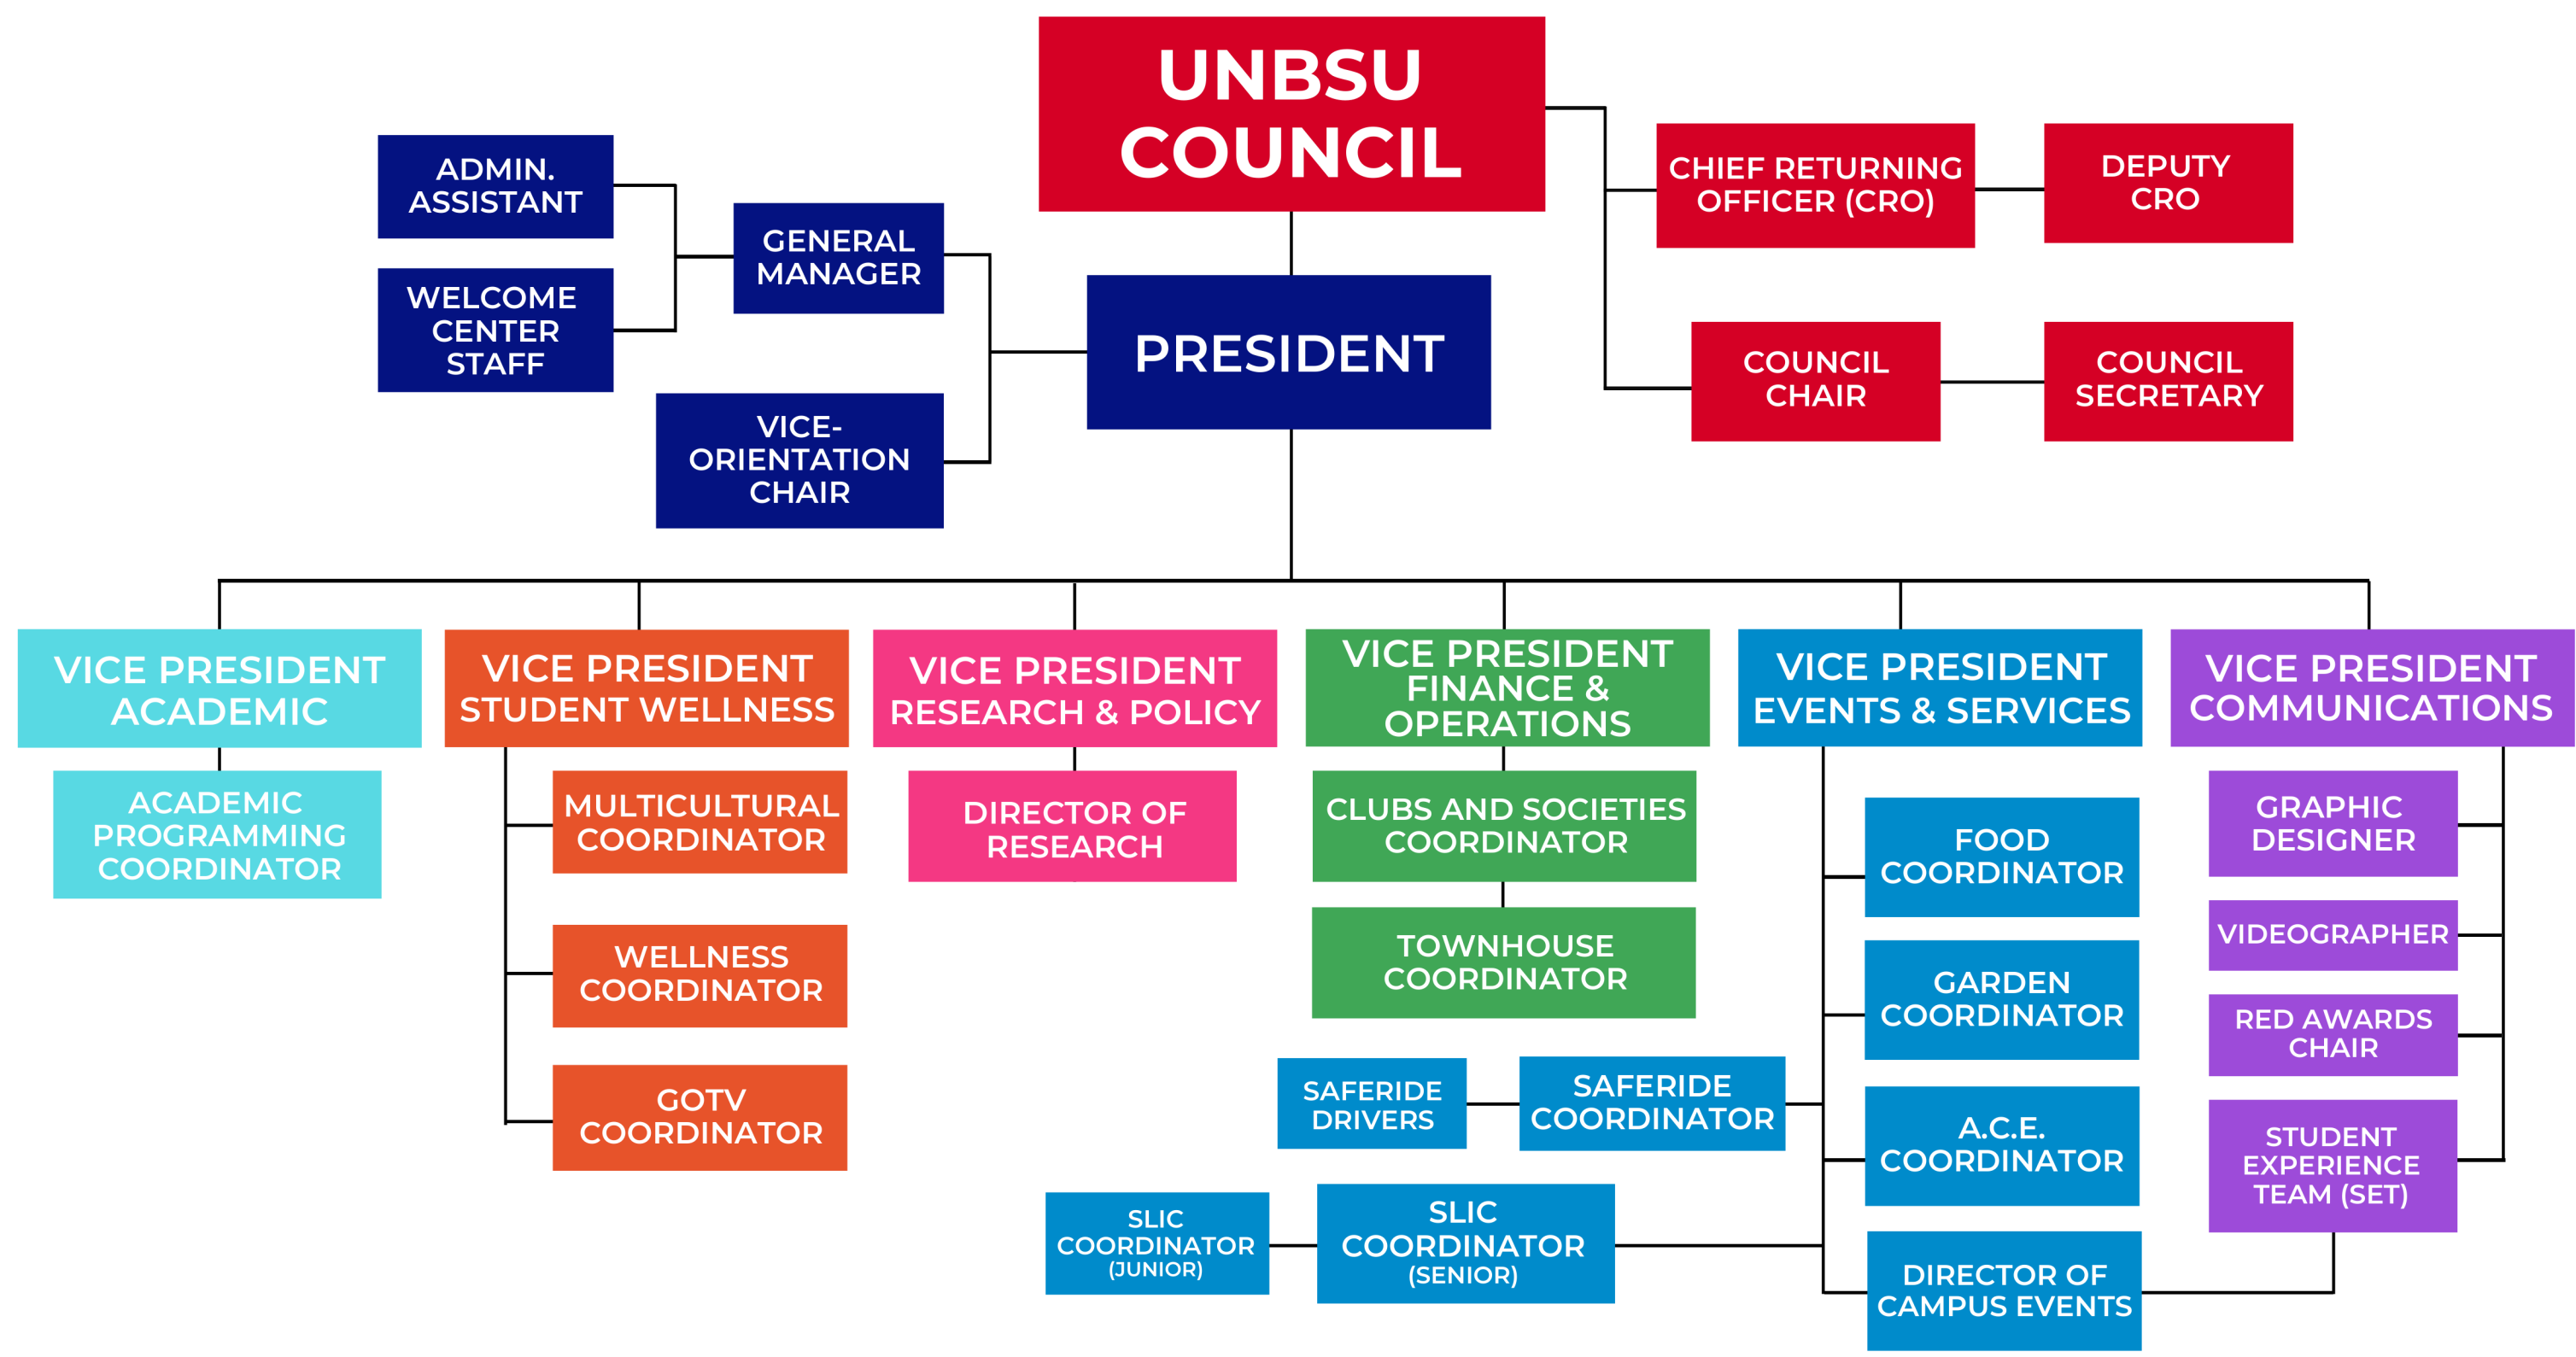 UNBSU
COUNCIL
ADMIN.
ASSISTANT
WELCOME
CENTER
STAFF
GENERAL
MANAGER
VICE-
ORIENTATION
CHAIR
PRESIDENT
CHIEF RETURNING
OFFICER (CRO)
DEPUTY
CRO
COUNCIL
CHAIR
COUNCIL
SECRETARY
VICE PRESIDENT
ACADEMIC
ACADEMIC
PROGRAMMING
COORDINATOR
VICE PRESIDENT
STUDENT WELLNESS
MULTICULTURAL
COORDINATOR
WELLNESS
COORDINATOR
GOTV
COORDINATOR
VICE PRESIDENT
RESEARCH & POLICY
DIRECTOR OF
RESEARCH
VICE PRESIDENT
FINANCE &
OPERATIONS
CLUBS AND SOCIETIES
COORDINATOR
TOWNHOUSE
COORDINATOR
VICE PRESIDENT
EVENTS & SERVICES
FOOD
COORDINATOR
GARDEN
COORDINATOR
SAFERIDE
DRIVERS
SAFERIDE
COORDINATOR
A.C.E.
COORDINATOR
SLIC
COORDINATOR
(JUNIOR)
SLIC
COORDINATOR
(SENIOR)
DIRECTOR OF
CAMPUS EVENTS
VICE PRESIDENT
COMMUNICATIONS
GRAPHIC
DESIGNER
VIDEOGRAPHER
RED AWARDS
CHAIR
STUDENT
EXPERIENCE
TEAM (SET)